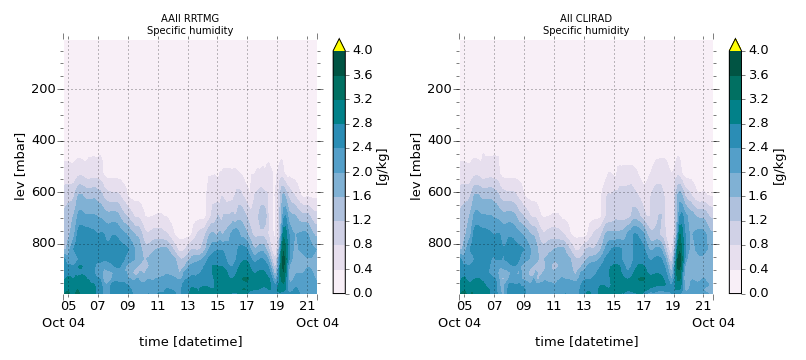 AAII RRTMG
Specific humidity
200
400
600
800
lev [mbar]
05 07 09 11 13 15 17 19 21
Oct 04 Oct 04
time [datetime]
4.0
3.6
3.2
2.8
2.4
2.0
1.6
1.2
0.8
0.4
0.0
[g/kg]
AII CLIRAD
Specific humidity
200
400
600
800
lev [mbar]
05 07 09 11 13 15 17 19 21
Oct 04 Oct 04
time [datetime]
4.0
3.6
3.2
2.8
2.4
2.0
1.6
1.2
0.8
0.4
0.0
[g/kg]